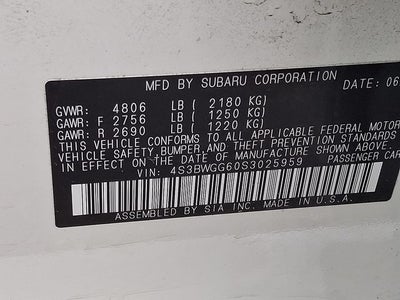 MFD BY SUBARU CORPORATION DATE 06
GVWR: 4806 LB ( 2180 KG)
GAWR: F 2756 LB ( 1250 KG)
GAWR: R 2690 LB ( 1220 KG)
THIS VEHICLE CONFORMS TO ALL APPLICABLE FEDERAL MOTOR
VEHICLE SAFETY,BUMPER,AND THEFT PREVENTION STANDARDS
IN EFFECT ON THE DATE OF MANUFACTURE SHOWN ABOVE.
VIN: 4S3BWGG60S3025959 PASSENGER CAR
ASSEMBLED BY SIA INC. MADE IN U.S.A.